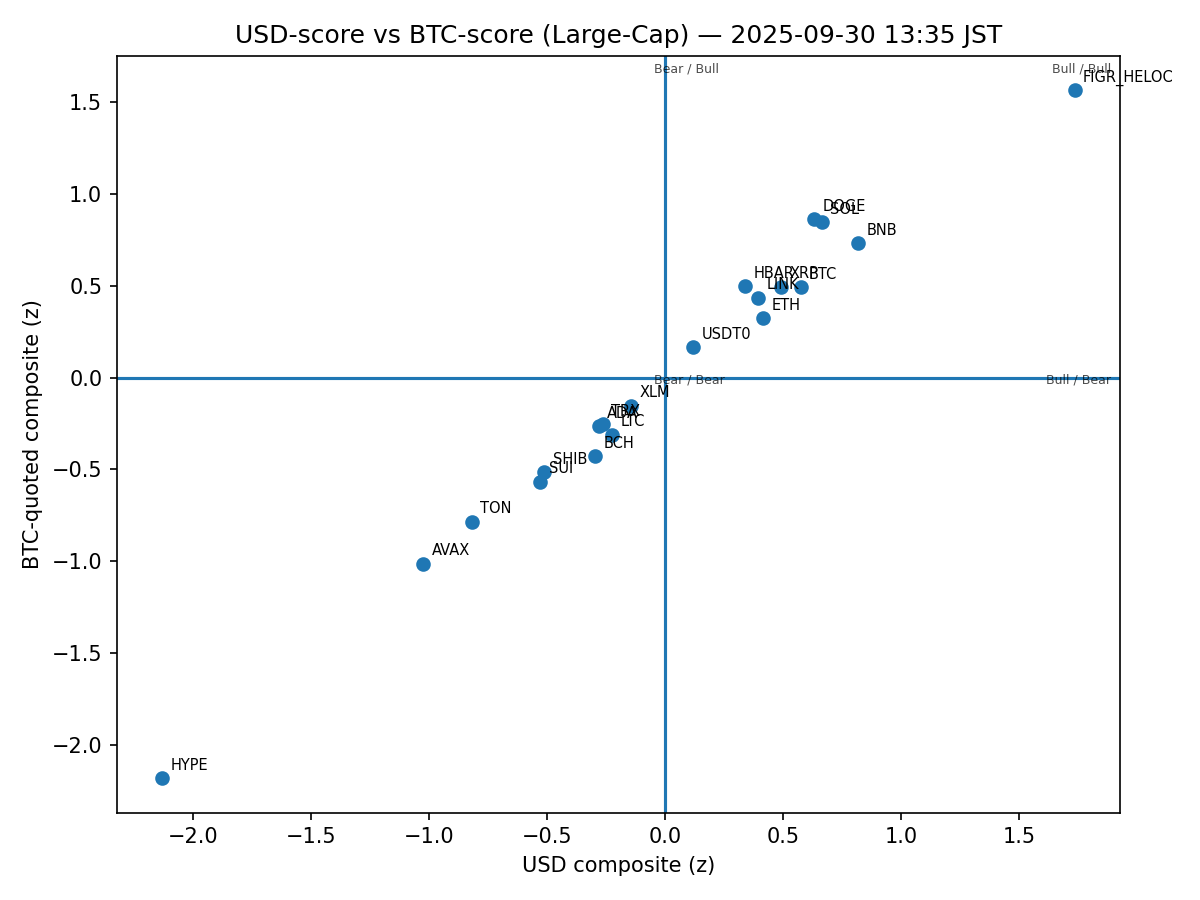 USD-score vs BTC-score (Large-Cap) — 2025-09-30 13:35 JST
Bear / Bull
Bull / Bull
FIGR_HELOC
DOGE
SOL
BNB
HBAR
XRP
BTC
LINK
ETH
USDT0
Bear / Bear
Bull / Bear
XLM
TRX
ADA
LTC
BCH
SHIB
SUI
TON
AVAX
HYPE
1.5
1.0
0.5
0.0
−0.5
−1.0
−1.5
−2.0
BTC-quoted composite (z)
−2.0 −1.5 −1.0 −0.5 0.0 0.5 1.0 1.5
USD composite (z)